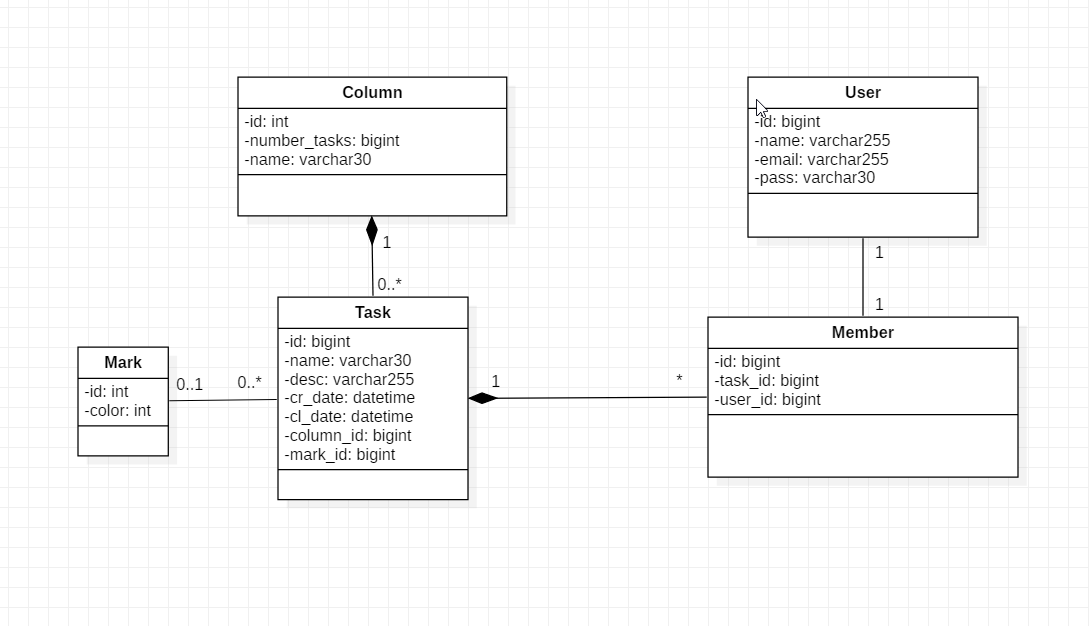 Column
-id: int
-number_tasks: bigint
-name: varchar30
1
0..*
User
-id: bigint
-name: varchar255
-email: varchar255
-pass: varchar30
1
1
Mark
-id: int
-color: int
0..1
0..*
Task
-id: bigint
-name: varchar30
-desc: varchar255
-cr_date: datetime
-cl_date: datetime
-column_id: bigint
-mark_id: bigint
1
*
Member
-id: bigint
-task_id: bigint
-user_id: bigint